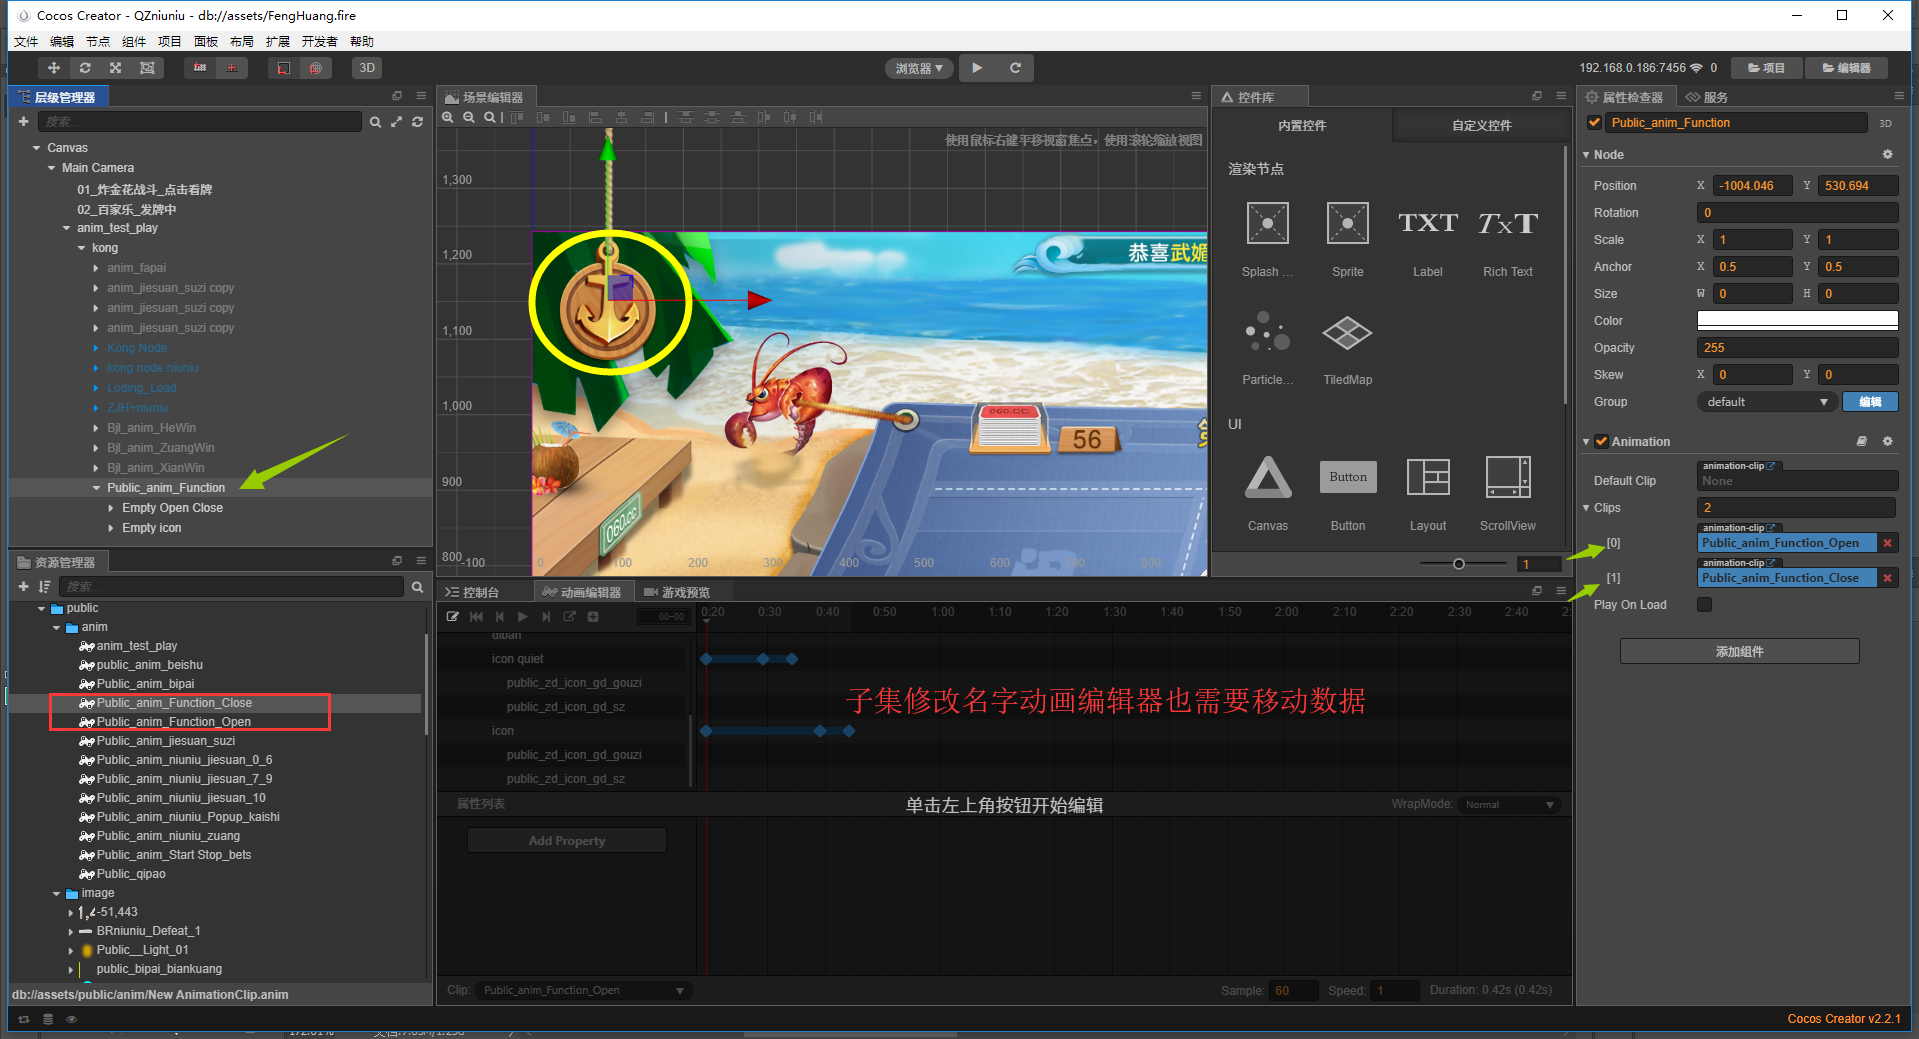 Cocos Creator - QZniuniu - db://assets/FengHuang.fire
文件 编辑 节点 组件 项目 面板 布局 扩展 开发者 帮助
3D
浏览器
192.168.0.186:7456
0
项目
编辑器
层级管理器
搜索...
Canvas
Main Camera
01_炸金花战斗_点击看牌
02_百家乐_发牌中
anim_test_play
kong
anim_fapai
anim_jiesuan_suzi copy
anim_jiesuan_suzi copy
anim_jiesuan_suzi copy
Kong Node
kong node niuniu
Loding_Load
ZJH+niuniu
Bjl_anim_HeWin
Bjl_anim_ZuangWin
Bjl_anim_XianWin
Public_anim_Function
Empty Open Close
Empty icon
资源管理器
搜索...
public
anim
anim_test_play
public_anim_beishu
Public_anim_bipai
Public_anim_Function_Close
Public_anim_Function_Open
Public_anim_jiesuan_suzi
Public_anim_niuniu_jiesuan_0_6
Public_anim_niuniu_jiesuan_7_9
Public_anim_niuniu_jiesuan_10
Public_anim_niuniu_Popup_kaishi
Public_anim_niuniu_zuang
Public_anim_Start Stop_bets
Public_qipao
image
-51,443
BRniuniu_Defeat_1
Public__Light_01
public_bipai_biankuang
db://assets/public/anim/New AnimationClip.anim
场景编辑器
使用鼠标右键平移视窗焦点，使用滚轮缩放视图
1,300
1,200
1,100
1,000
900
800
-100 0 100 200 300 400 500 600 700 800
恭喜武媚
060.CC
56
060.cc
控制台 动画编辑器 游戏预览
00-00
0:20 0:30 0:40 0:50 1:00 1:10 1:20 1:30 1:40 1:50 2:00 2:10 2:20 2:30 2:40
diban
icon quiet
public_zd_icon_gd_gouzi
public_zd_icon_gd_sz
icon
public_zd_icon_gd_gouzi
public_zd_icon_gd_sz
子集修改名字动画编辑器也需要移动数据
属性列表
单击左上角按钮开始编辑
WrapMode: Normal
Add Property
Clip: Public_anim_Function_Open
Sample: 60 Speed: 1 Duration: 0.42s (0.42s)
控件库
内置控件 自定义控件
渲染节点
TXT TxT
Splash ... Sprite Label Rich Text
Particle... TiledMap
UI
Button
Canvas Button Layout ScrollView
1
属性检查器 服务
Public_anim_Function 3D
Node
Position X -1004.046 Y 530.694
Rotation 0
Scale X 1 Y 1
Anchor X 0.5 Y 0.5
Size W 0 H 0
Color
Opacity 255
Skew X 0 Y 0
Group default 编辑
Animation
animation-clip
Default Clip None
Clips 2
animation-clip
[0] Public_anim_Function_Open
animation-clip
[1] Public_anim_Function_Close
Play On Load
添加组件
Cocos Creator v2.2.1